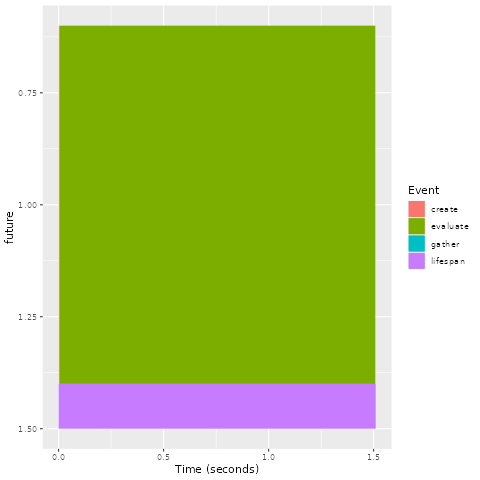 0.75
1.00
1.25
1.50
future
0.0
0.5
1.0
1.5
Time (seconds)
Event
create
evaluate
gather
lifespan